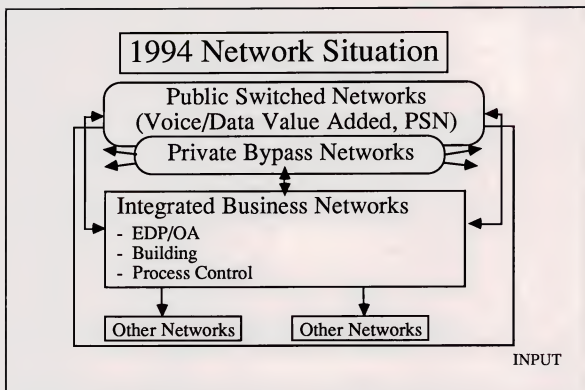 1994 Network Situation
Public Switched Networks
(Voice/Data Value Added, PSN)
Private Bypass Networks
Integrated Business Networks
- EDP/OA
- Building
- Process Control
Other Networks
Other Networks
INPUT